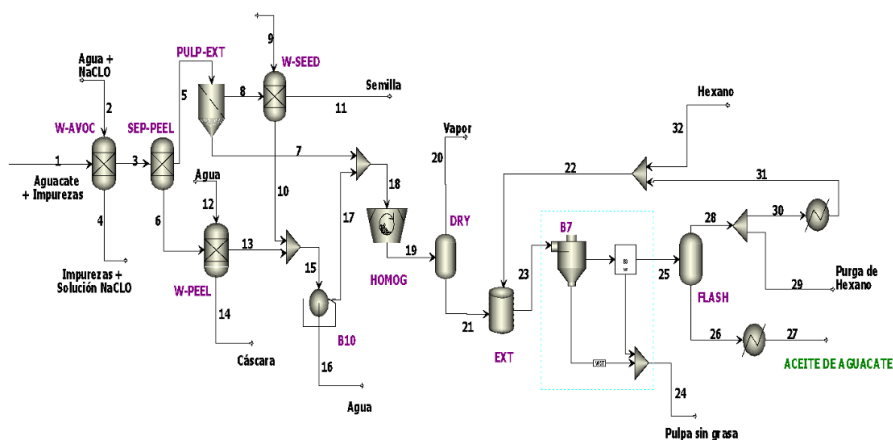 9
PULP-EXT
W-SEED
Agua +
NaCLO
5
8
Semilla
11
Hexano
2
W-AVOC
SEP-PEEL
32
Vapor
20
1
3
Aguacate
+ Impurezas
7
22
31
Agua
10
18
12
17
DRY
B7
28
30
4
6
13
15
19
23
25
29
Impurezas +
Solución NaCLO
W-PEEL
HOMOG
FLASH
Purga de
Hexano
14
B10
21
EXT
26
27
Cáscara
16
24
ACEITE DE AGUACATE
Agua
Pulpa sin grasa